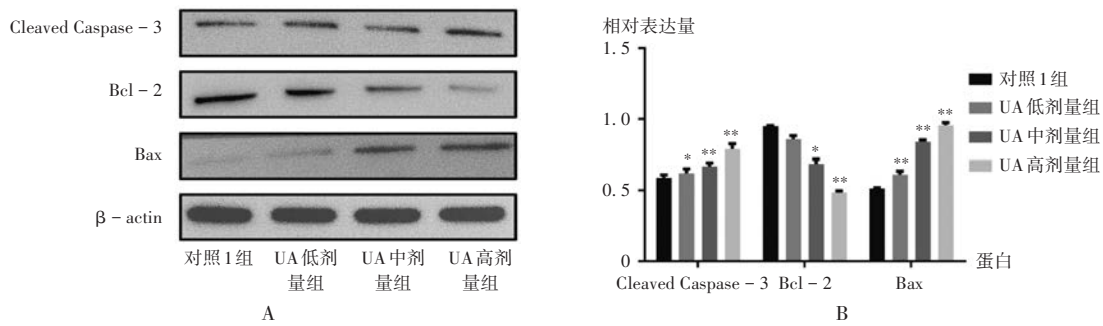 Cleaved Caspase - 3
Bcl - 2
Bax
β - actin
对照1组 UA低剂量组 UA中剂量组 UA高剂量组
A
相对表达量
1.5
1.0
0.5
0
* ** **
* **
** ** **
对照1组
UA低剂量组
UA中剂量组
UA高剂量组
Cleaved Caspase - 3 Bcl - 2 Bax
蛋白
B